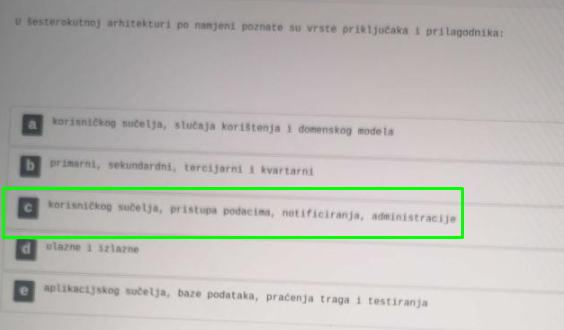 U šesterokutnoj arhitekturi po namjeni poznate su vrste priključaka i prilagodnika:
a korisničkog sučelja, slučaja korištenja i domenskog modela
b primarni, sekundardni, tercijarni i kvartarni
c korisničkog sučelja, pristupa podacima, notificiranja, administracije
d ulazne i izlazne
e aplikacijskog sučelja, baze podataka, praćenja traga i testiranja